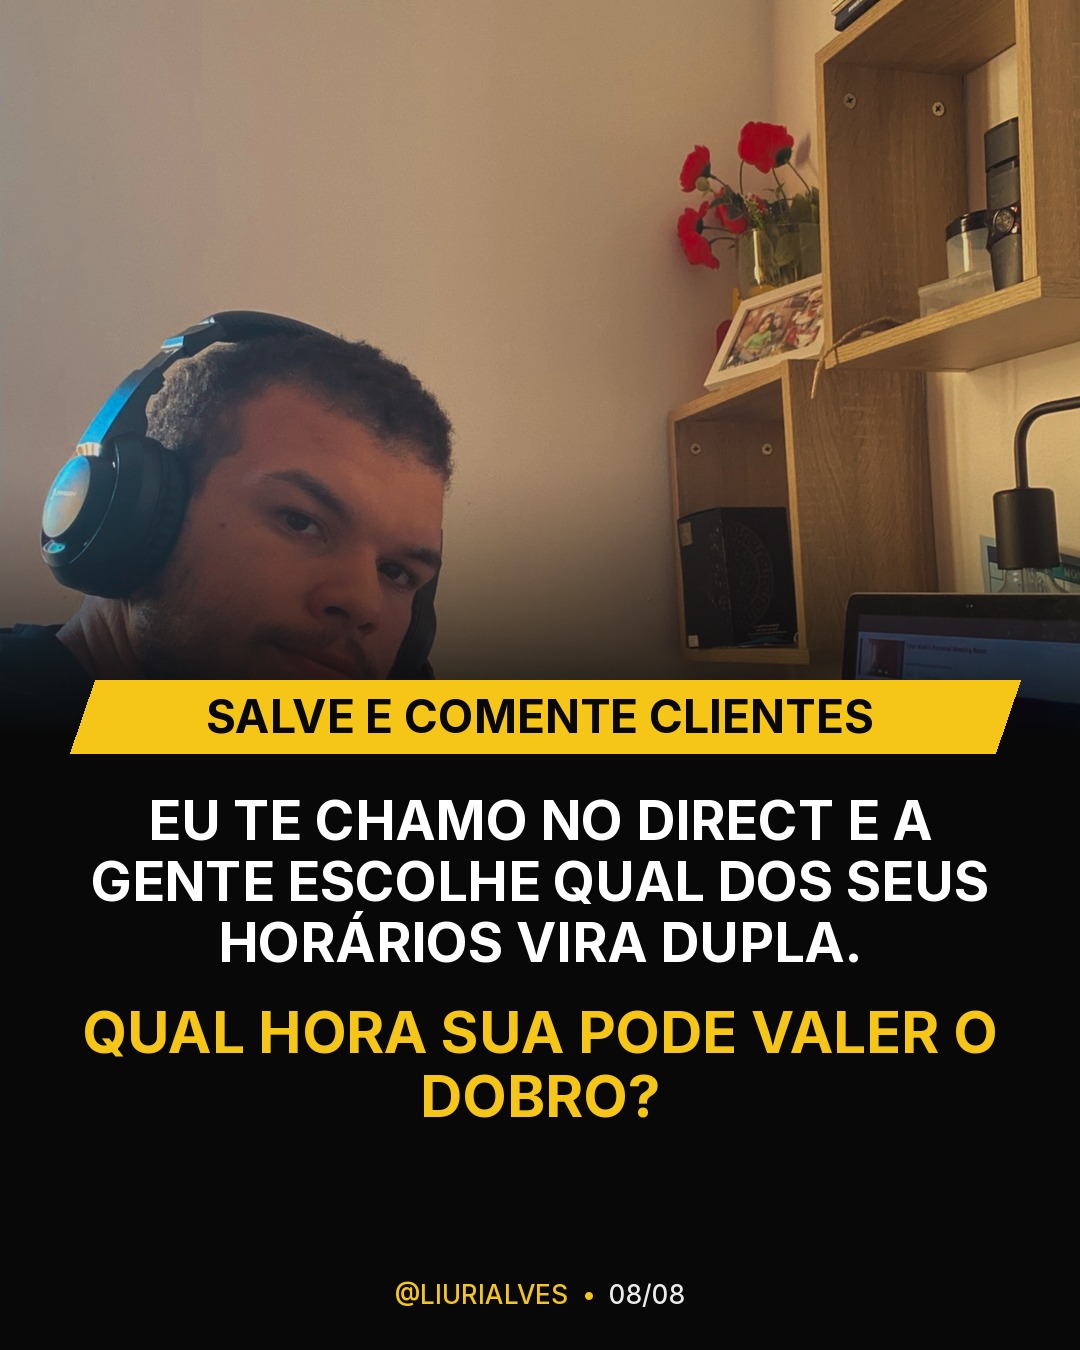 SALVE E COMENTE CLIENTES
EU TE CHAMO NO DIRECT E A
GENTE ESCOLHE QUAL DOS SEUS
HORÁRIOS VIRA DUPLA.
QUAL HORA SUA PODE VALER O
DOBRO?
@LIURIALVES • 08/08